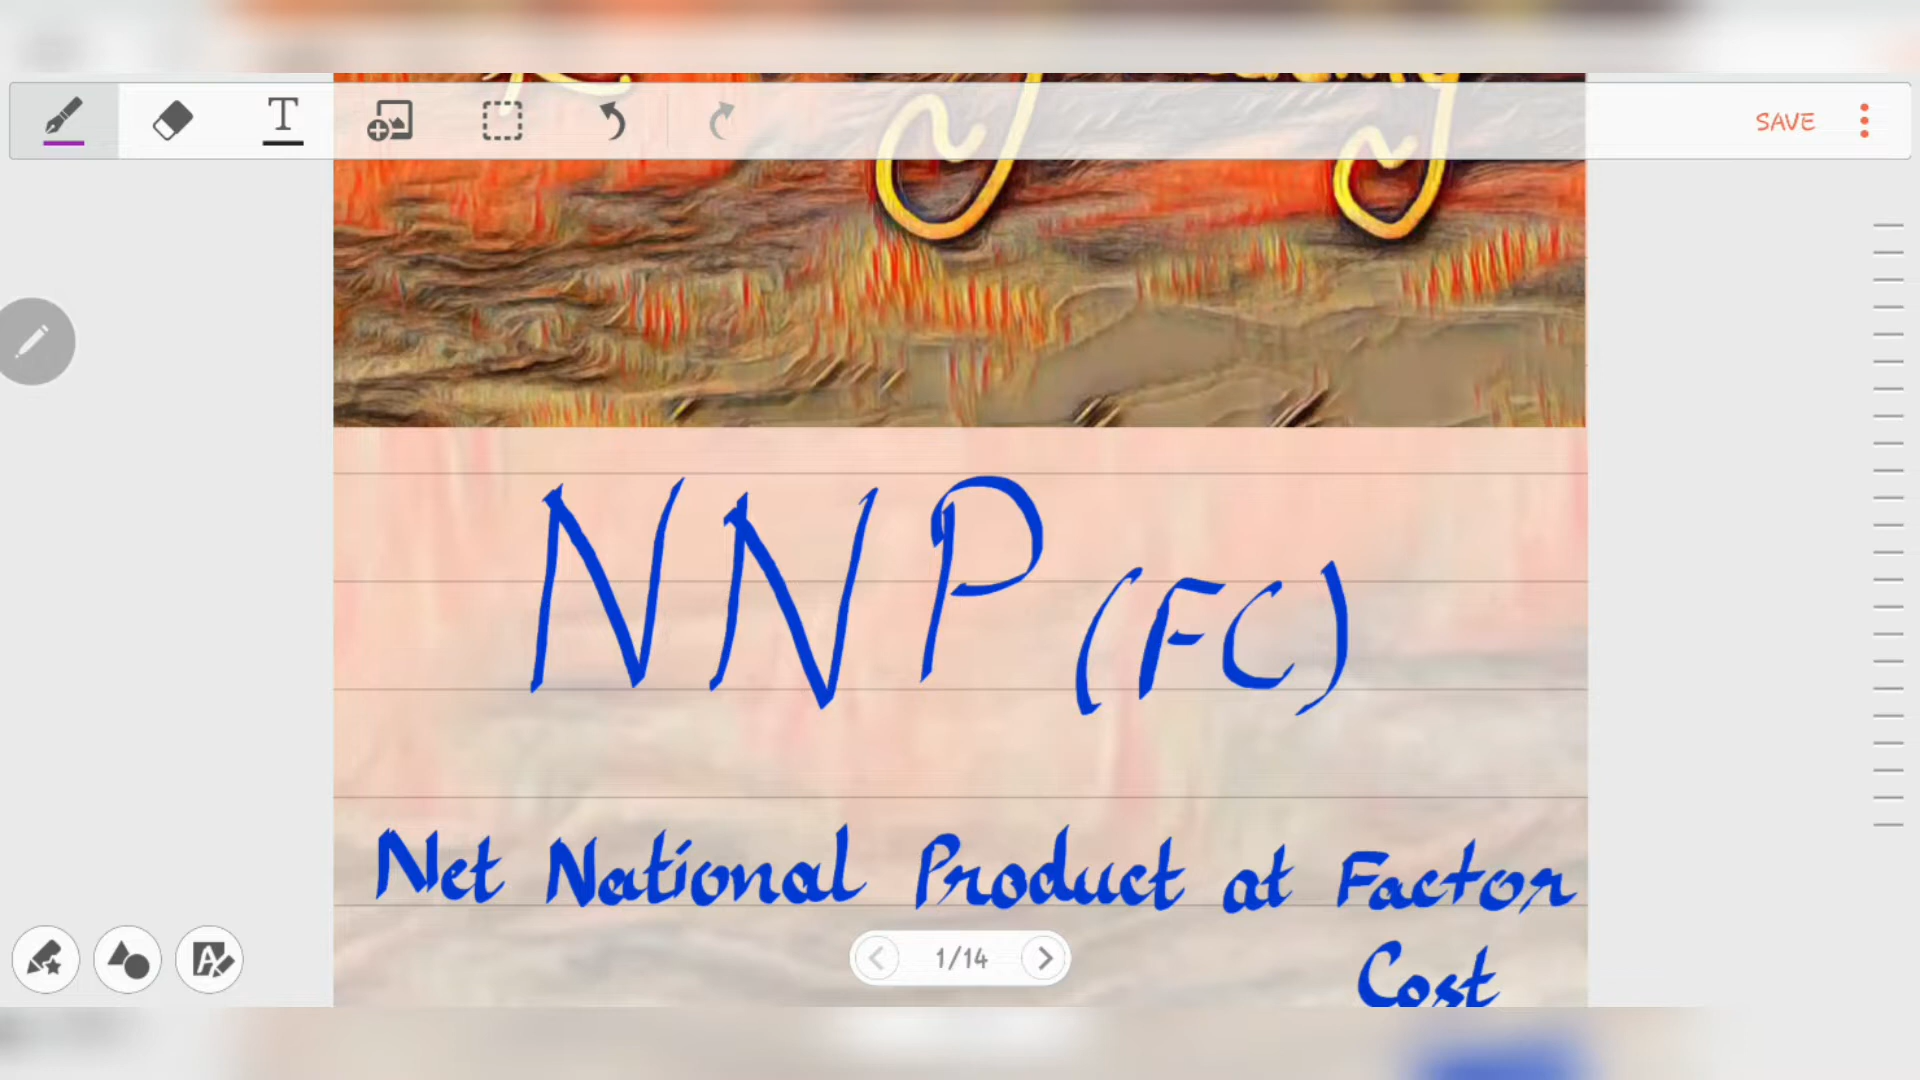 T
SAVE
NNP (FC)
Net National Product at Factor
Cost
1/14